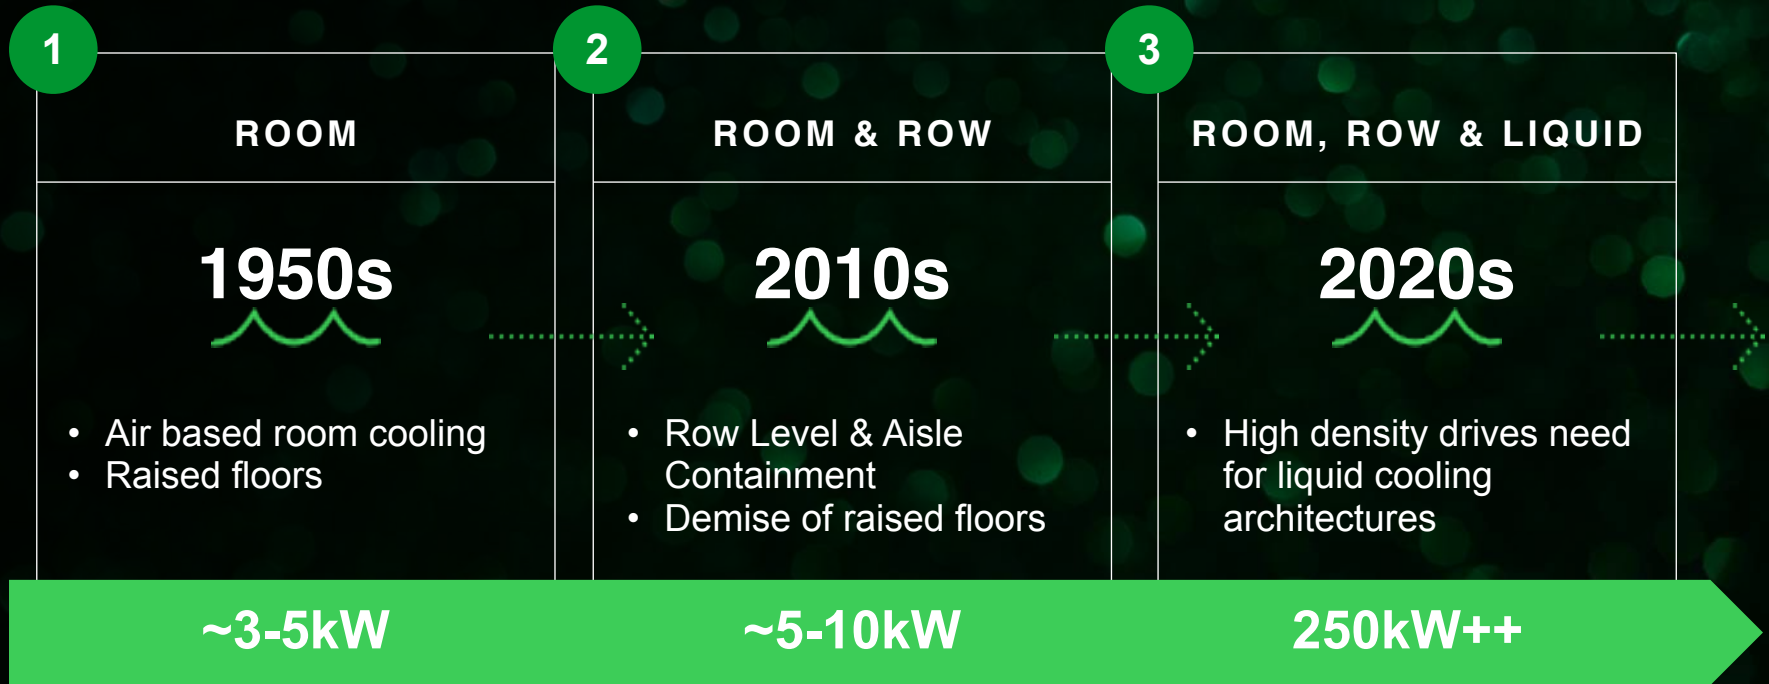 1
ROOM
1950s
• Air based room cooling
• Raised floors
~3-5kW
2
ROOM & ROW
2010s
• Row Level & Aisle
Containment
• Demise of raised floors
~5-10kW
3
ROOM, ROW & LIQUID
2020s
• High density drives need
for liquid cooling
architectures
250kW++